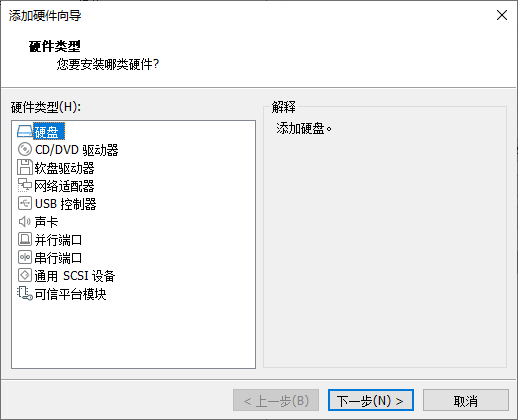 添加硬件向导
硬件类型
您要安装哪类硬件?
硬件类型(H):
硬盘
CD/DVD 驱动器
软盘驱动器
网络适配器
USB 控制器
声卡
并行端口
串行端口
通用 SCSI 设备
可信平台模块
解释
添加硬盘。
< 上一步(B)
下一步(N) >
取消